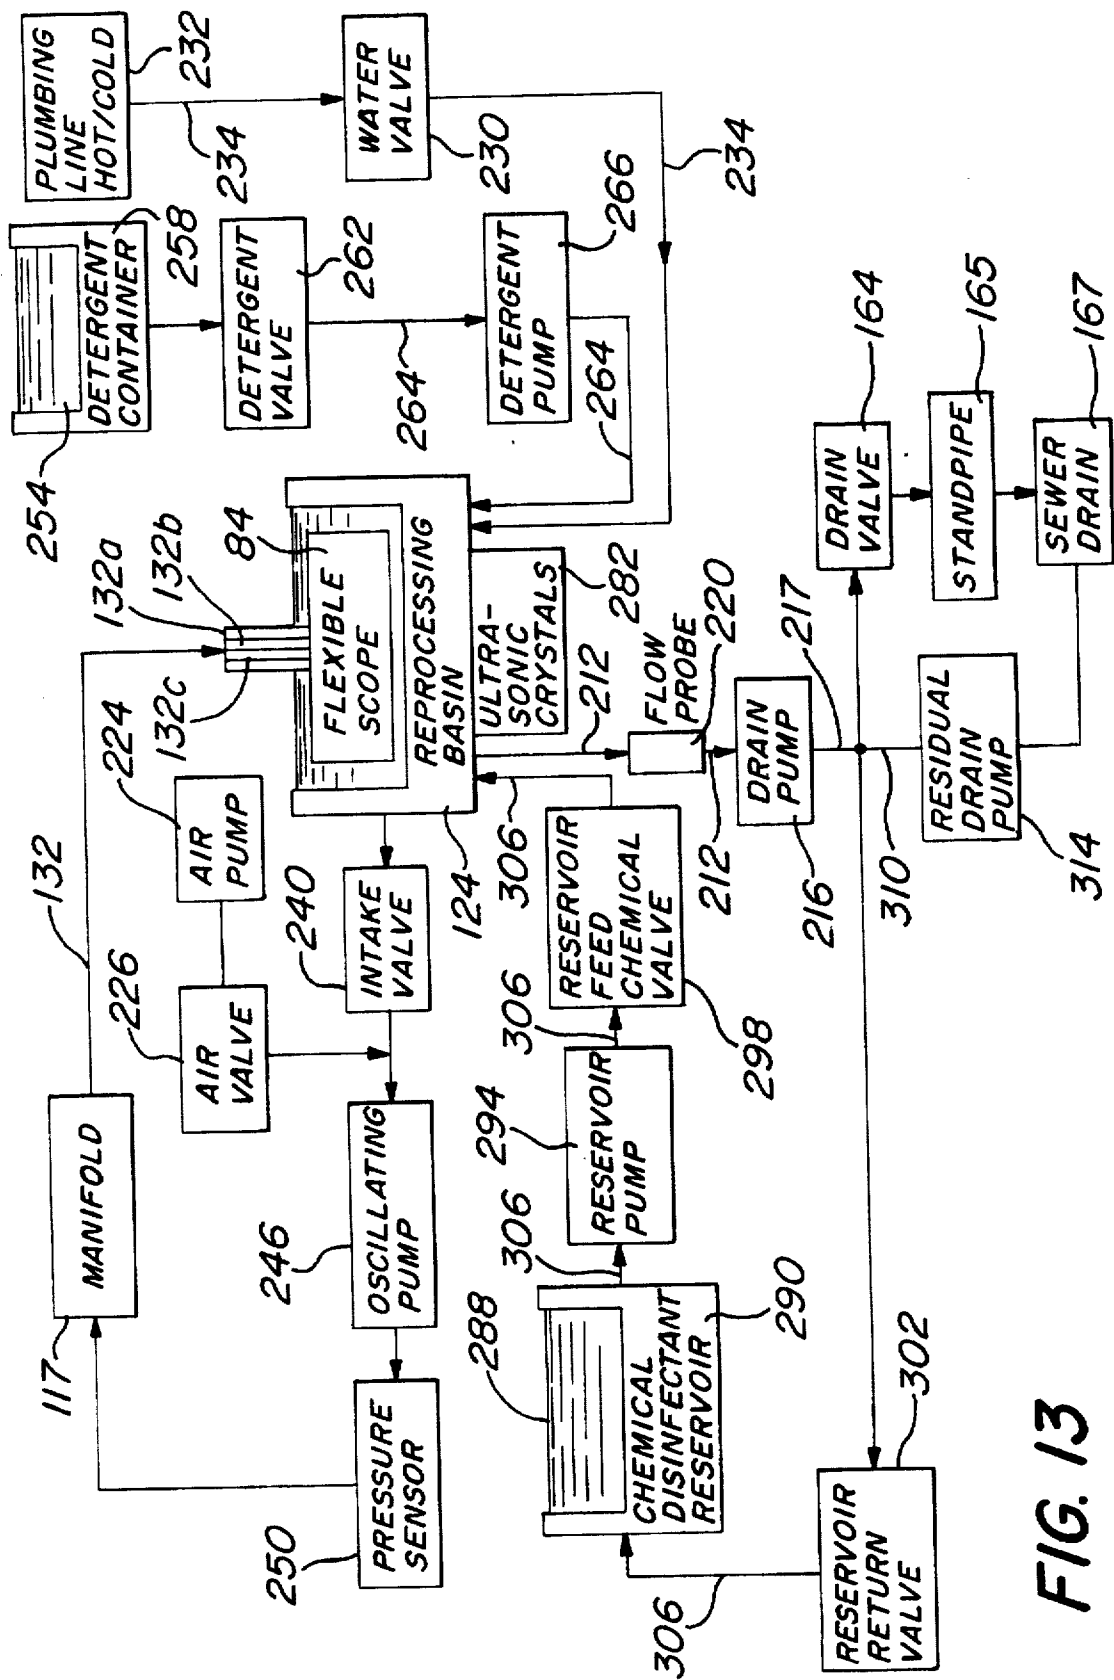 PLUMBING
LINE
HOT/COLD
232
234
WATER
VALVE
230
234
254
DETERGENT
CONTAINER
258
DETERGENT
VALVE
262
264
DETERGENT
PUMP
266
264
132
132a
132b
132c
84
FLEXIBLE
SCOPE
REPROCESSING
BASIN
124
ULTRA-
SONIC
CRYSTALS
282
212
FLOW
PROBE
220
212
DRAIN
PUMP
216
217
310
DRAIN
VALVE
164
STANDPIPE
165
SEWER
DRAIN
167
RESIDUAL
DRAIN
PUMP
314
224
AIR
PUMP
226
AIR
VALVE
240
INTAKE
VALVE
MANIFOLD
117
246
OSCILLATING
PUMP
PRESSURE
SENSOR
250
306
RESERVOIR
FEED
CHEMICAL
VALVE
298
306
294
RESERVOIR
PUMP
306
288
CHEMICAL
DISINFECTANT
RESERVOIR
290
306
302
RESERVOIR
RETURN
VALVE
FIG. 13